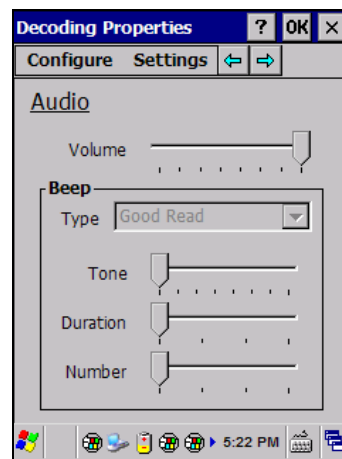 Decoding Properties ? OK ×
Configure Settings
Audio
Volume
Beep
Type Good Read
Tone
Duration
Number
5:22 PM